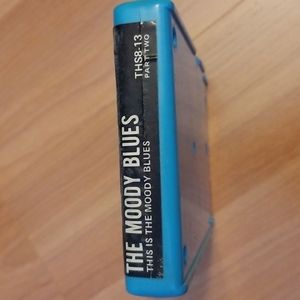 THE MOODY BLUES
THIS IS THE MOODY BLUES
THS8-13
PART TWO